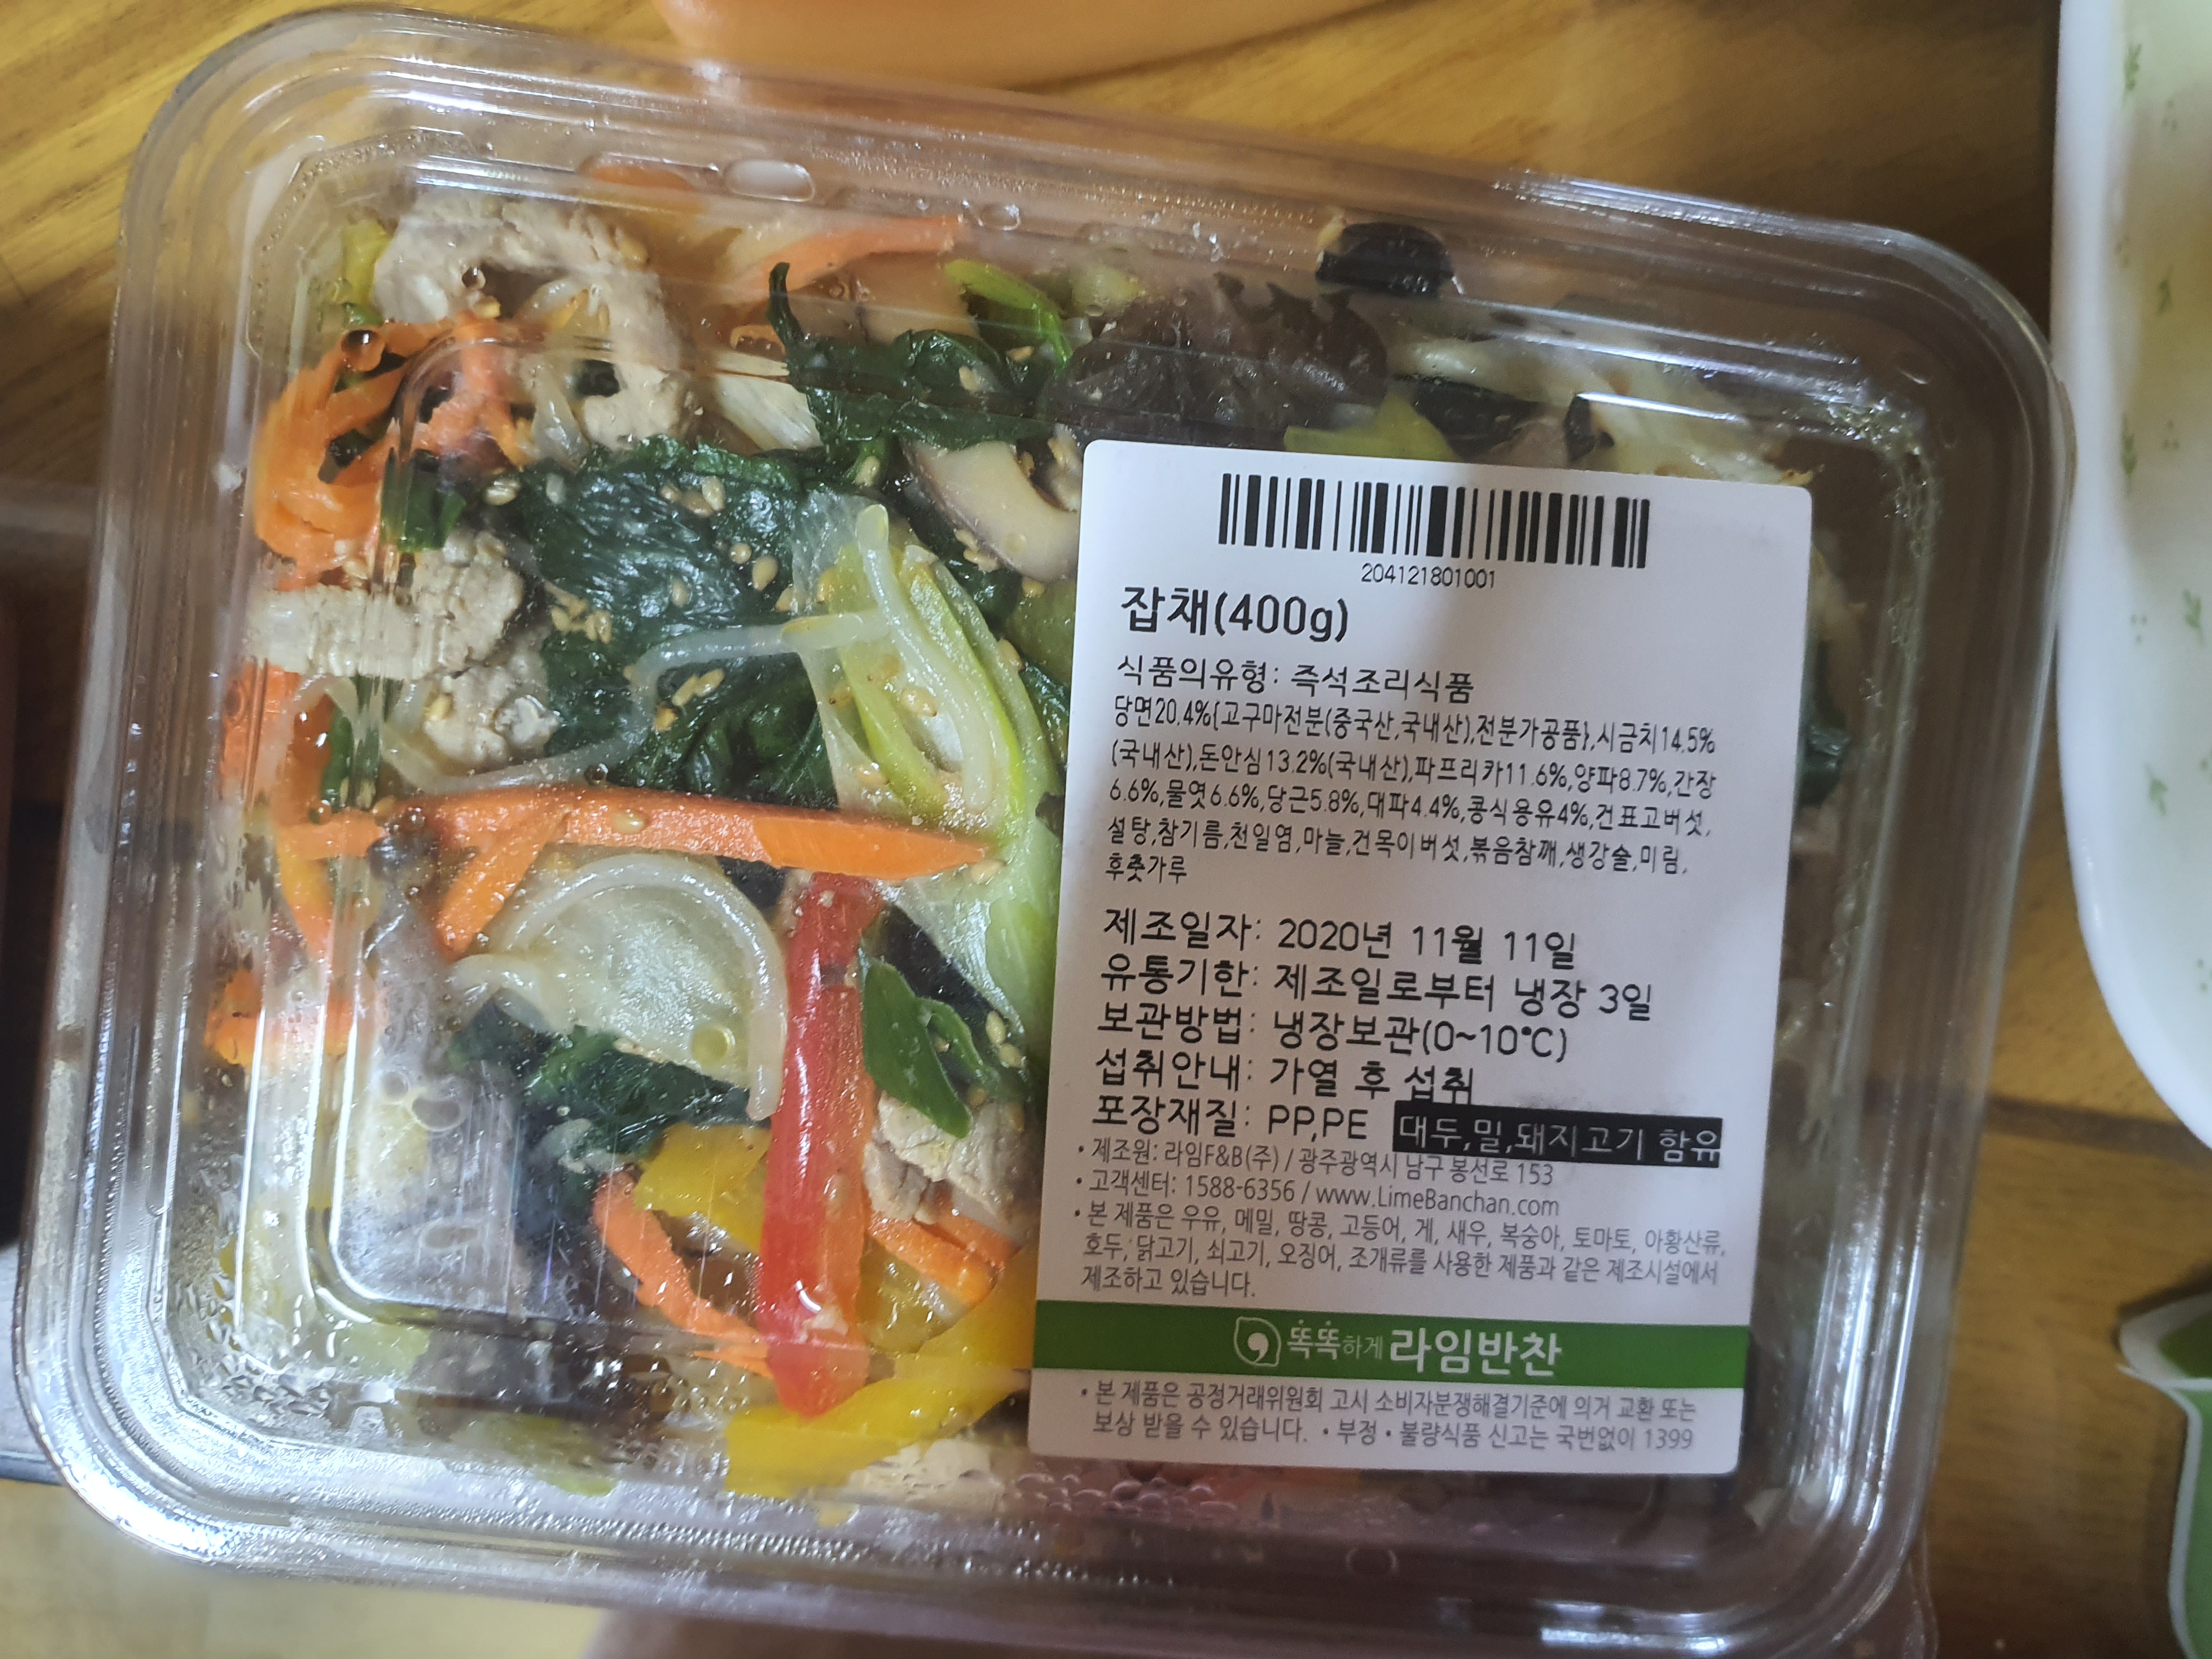 204121801001
잡채(400g)
식품의유형: 즉석조리식품
당면20.4%{고구마전분(중국산,국내산),전분가공품},시금치14.5%
(국내산),돈안심13.2%(국내산),파프리카11.6%,양파8.7%,간장
6.6%,물엿6.6%,당근5.8%,대파4.4%,콩식용유4%,건표고버섯,
설탕,참기름,천일염,마늘,건목이버섯,볶음참깨,생강술,미림,
후춧가루
제조일자: 2020년 11월 11일
유통기한: 제조일로부터 냉장 3일
보관방법: 냉장보관(0~10℃)
섭취안내: 가열 후 섭취
포장재질: PP,PE 대두,밀,돼지고기 함유
• 제조원: 라임F&B(주) / 광주광역시 남구 봉선로 153
• 고객센터: 1588-6356 / www.LimeBanchan.com
• 본 제품은 우유, 메밀, 땅콩, 고등어, 게, 새우, 복숭아, 토마토, 아황산류,
호두, 닭고기, 쇠고기, 오징어, 조개류를 사용한 제품과 같은 제조시설에서
제조하고 있습니다.
똑똑하게 라임반찬
• 본 제품은 공정거래위원회 고시 소비자분쟁해결기준에 의거 교환 또는
보상 받을 수 있습니다. • 부정 • 불량식품 신고는 국번없이 1399